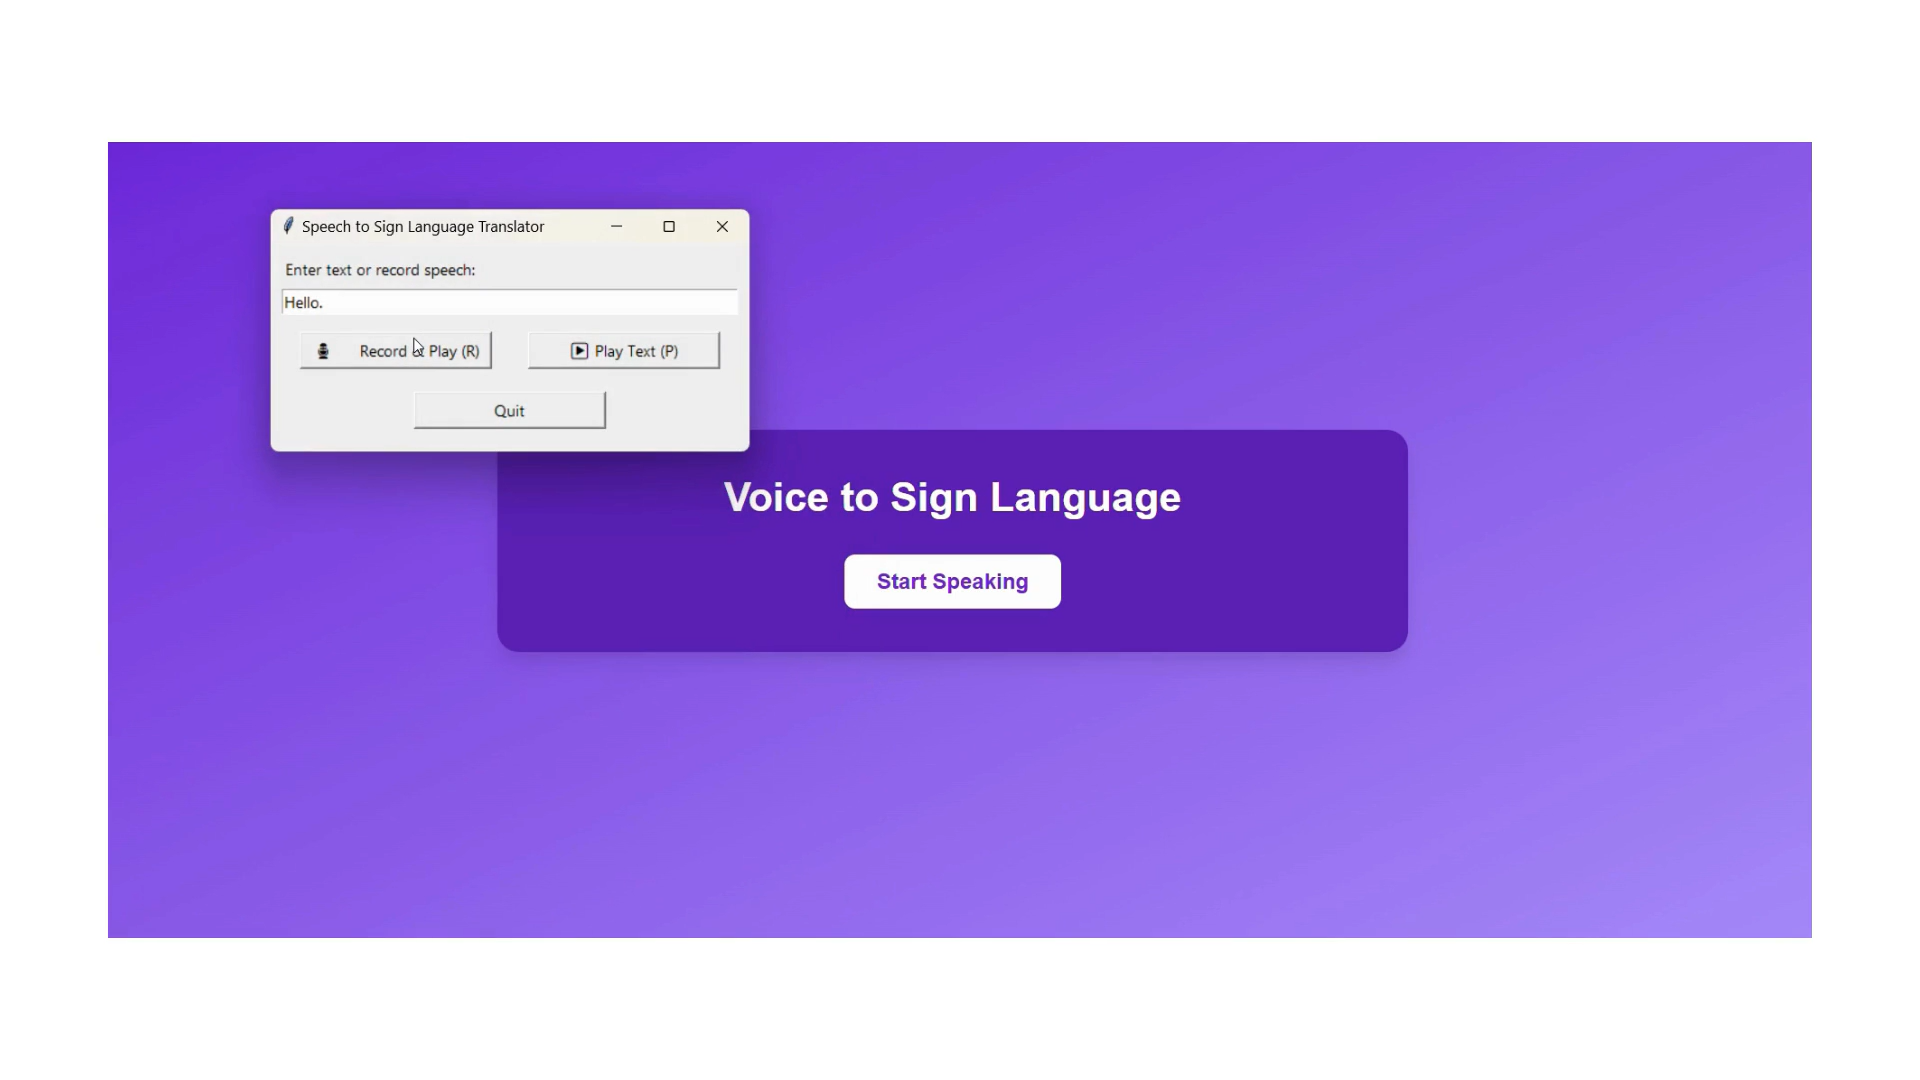 Speech to Sign Language Translator
Enter text or record speech:
Hello.
Record & Play (R)
Play Text (P)
Quit
Voice to Sign Language
Start Speaking